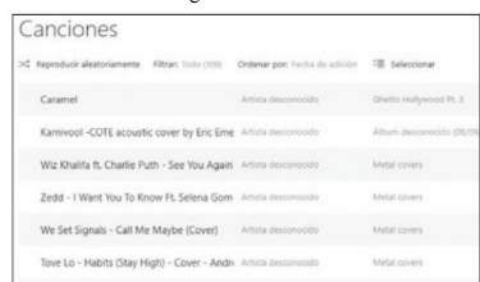 Canciones
Reproducir aleatoriamente Filtrar: Todo Ordenar por: Fecha de adición Seleccionar
Caramel Artista desconocido Ghetto Hollywood Pt. II
Karnivool -COTE acoustic cover by Eric Eme Artista desconocido Álbum desconocido
Wiz Khalifa ft. Charlie Puth - See You Again Artista desconocido Metal covers
Zedd - I Want You To Know Ft. Selena Gom Artista desconocido Metal covers
We Set Signals - Call Me Maybe (Cover) Artista desconocido Metal covers
Tove Lo - Habits (Stay High) - Cover - Andr Artista desconocido Metal covers